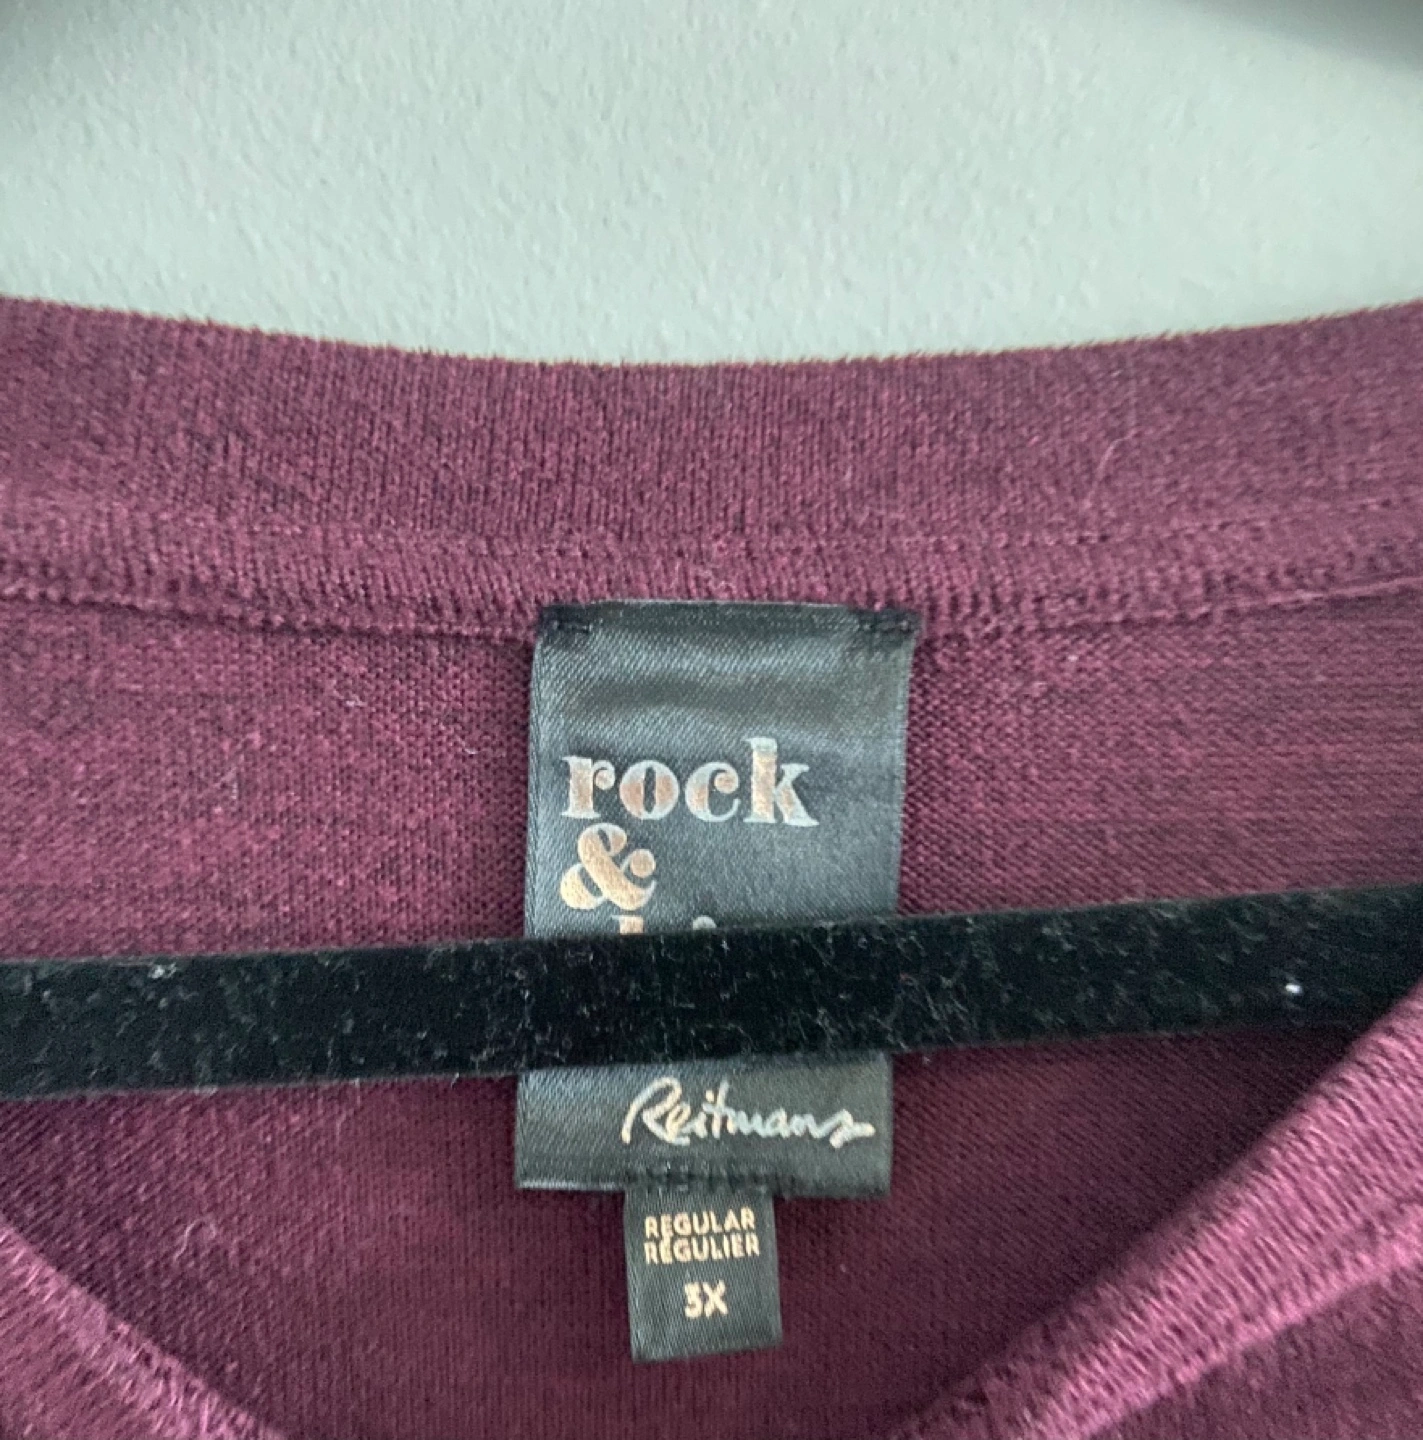 rock
&
Reitmans
REGULAR
RÉGULIER
3X